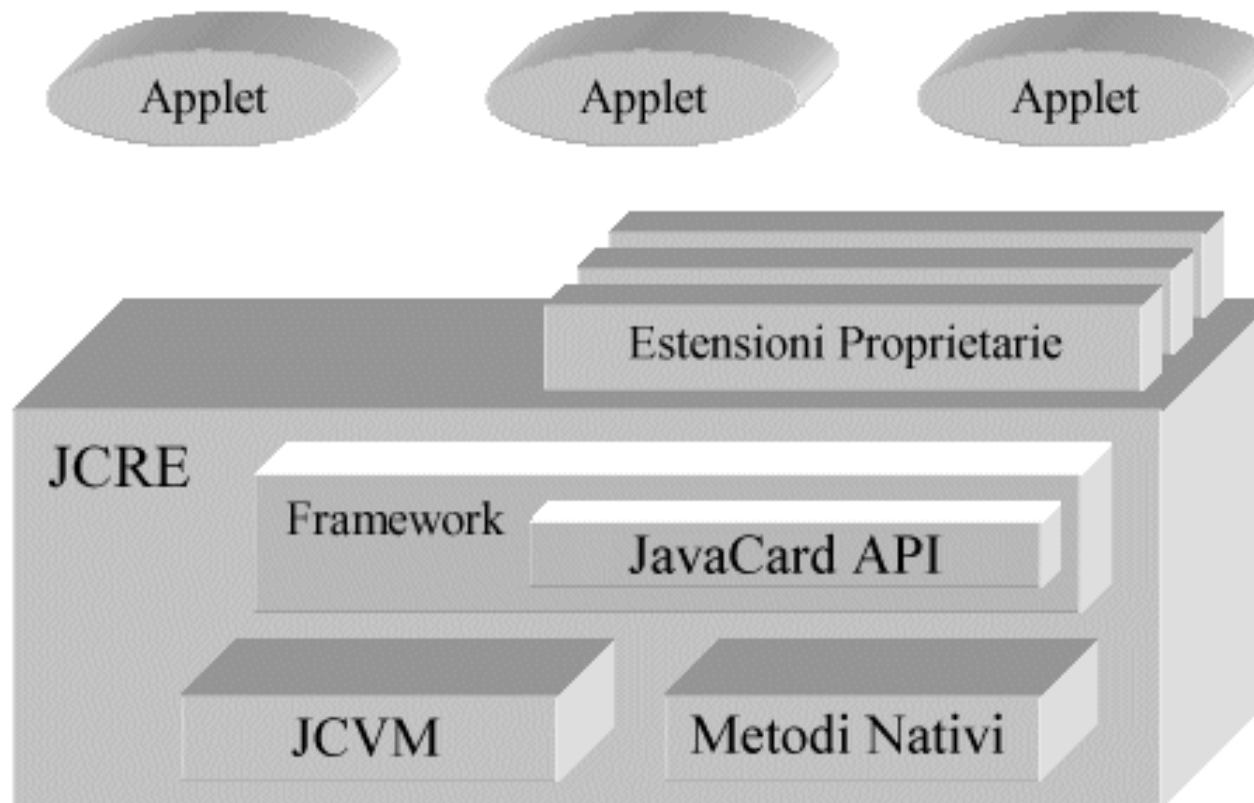 Applet
Applet
Applet
Estensioni Proprietarie
JCRE
Framework
JavaCard API
JCVM
Metodi Nativi